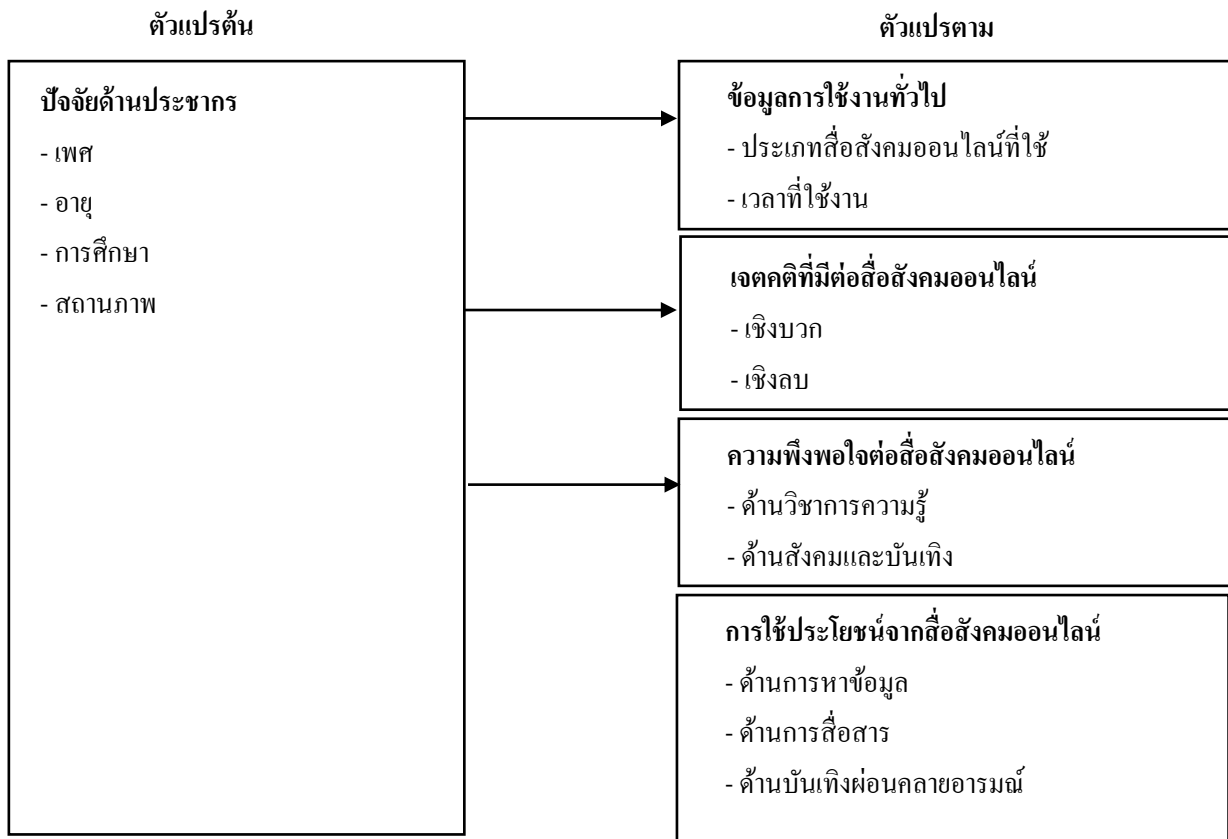 ตัวแปรต้น
ตัวแปรตาม
ปัจจัยด้านประชากร
- เพศ
- อายุ
- การศึกษา
- สถานภาพ
ข้อมูลการใช้งานทั่วไป
- ประเภทสื่อสังคมออนไลน์ที่ใช้
- เวลาที่ใช้งาน
เจตคติที่มีต่อสื่อสังคมออนไลน์
- เชิงบวก
- เชิงลบ
ความพึงพอใจต่อสื่อสังคมออนไลน์
- ด้านวิชาการความรู้
- ด้านสังคมและบันเทิง
การใช้ประโยชน์จากสื่อสังคมออนไลน์
- ด้านการหาข้อมูล
- ด้านการสื่อสาร
- ด้านบันเทิงผ่อนคลายอารมณ์